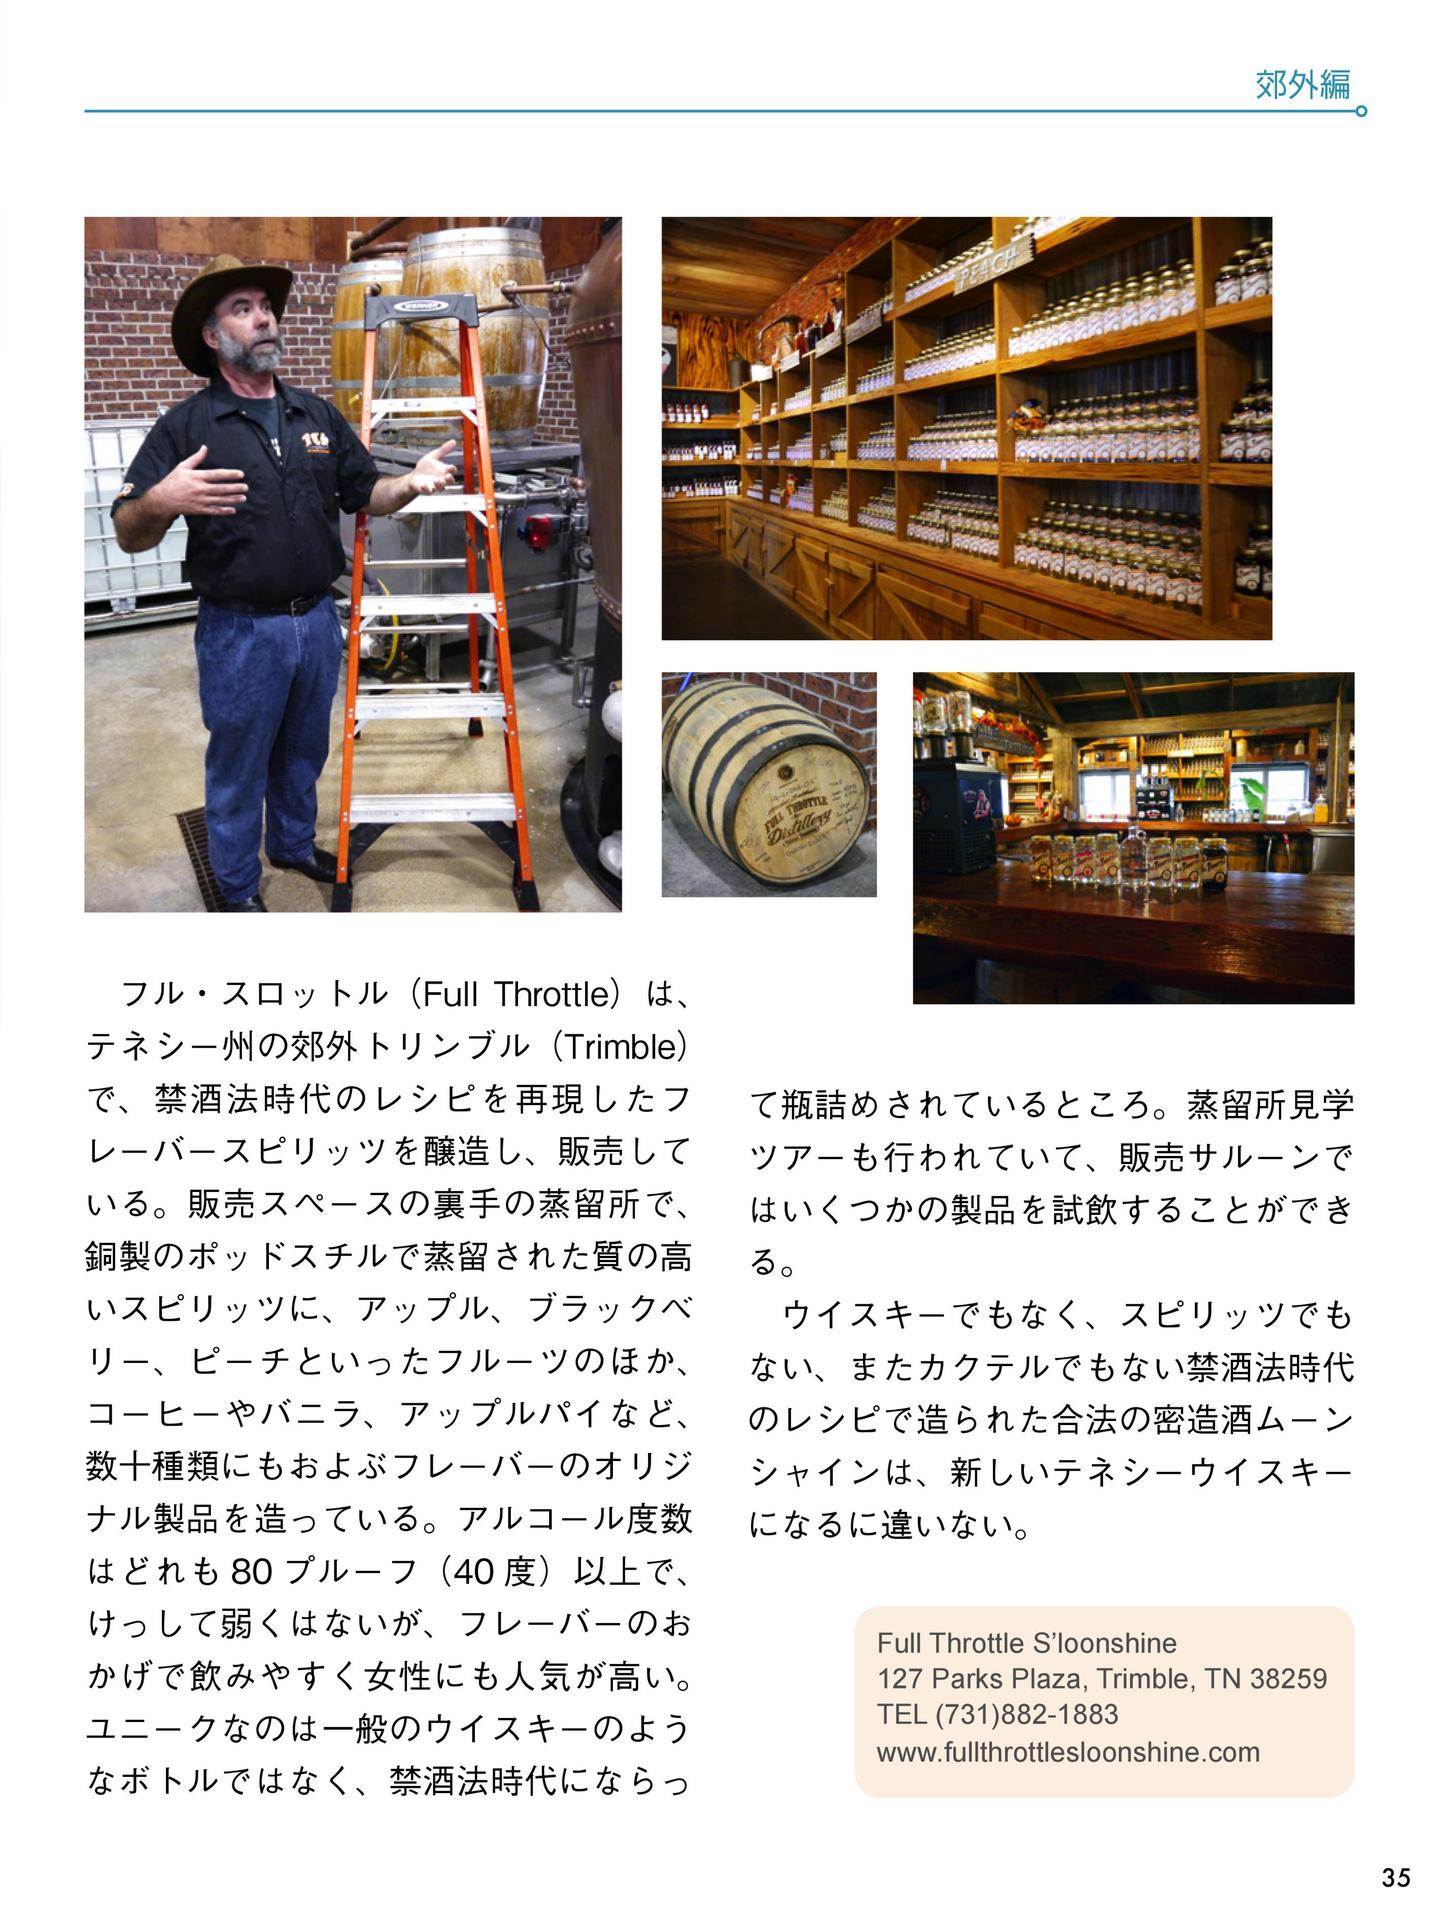 郊外編
WERNER
PEACH
FULL THROTTLE
Distillery
フル・スロットル（Full Throttle）は、
テネシー州の郊外トリンブル（Trimble）
で、禁酒法時代のレシピを再現したフ
レーバースピリッツを醸造し、販売して
いる。販売スペースの裏手の蒸留所で、
銅製のポッドスチルで蒸留された質の高
いスピリッツに、アップル、ブラックベ
リー、ピーチといったフルーツのほか、
コーヒーやバニラ、アップルパイなど、
数十種類にもおよぶフレーバーのオリジ
ナル製品を造っている。アルコール度数
はどれも 80 プルーフ（40 度）以上で、
けっして弱くはないが、フレーバーのお
かげで飲みやすく女性にも人気が高い。
ユニークなのは一般のウイスキーのよう
なボトルではなく、禁酒法時代にならっ
て瓶詰めされているところ。蒸留所見学
ツアーも行われていて、販売サルーンで
はいくつかの製品を試飲することができ
る。
ウイスキーでもなく、スピリッツでも
ない、またカクテルでもない禁酒法時代
のレシピで造られた合法の密造酒ムーン
シャインは、新しいテネシーウイスキー
になるに違いない。
Full Throttle S’loonshine
127 Parks Plaza, Trimble, TN 38259
TEL (731)882-1883
www.fullthrottlesloonshine.com
35